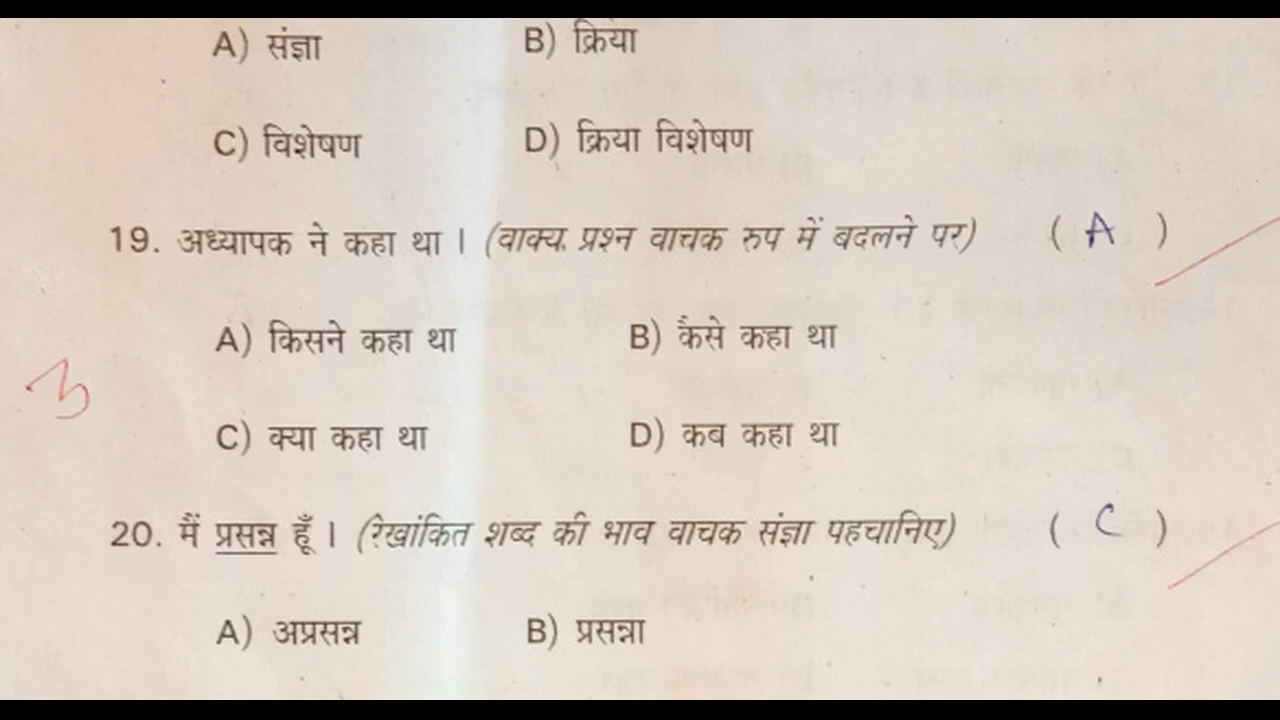 A) संज्ञा B) क्रिया
C) विशेषण D) क्रिया विशेषण
19. अध्यापक ने कहा था । (वाक्य प्रश्न वाचक रुप में बदलने पर) ( A )
A) किसने कहा था B) कैसे कहा था
3
C) क्या कहा था D) कब कहा था
20. मैं प्रसन्न हूँ । (रेखांकित शब्द की भाव वाचक संज्ञा पहचानिए) ( C )
A) अप्रसन्न B) प्रसन्ना